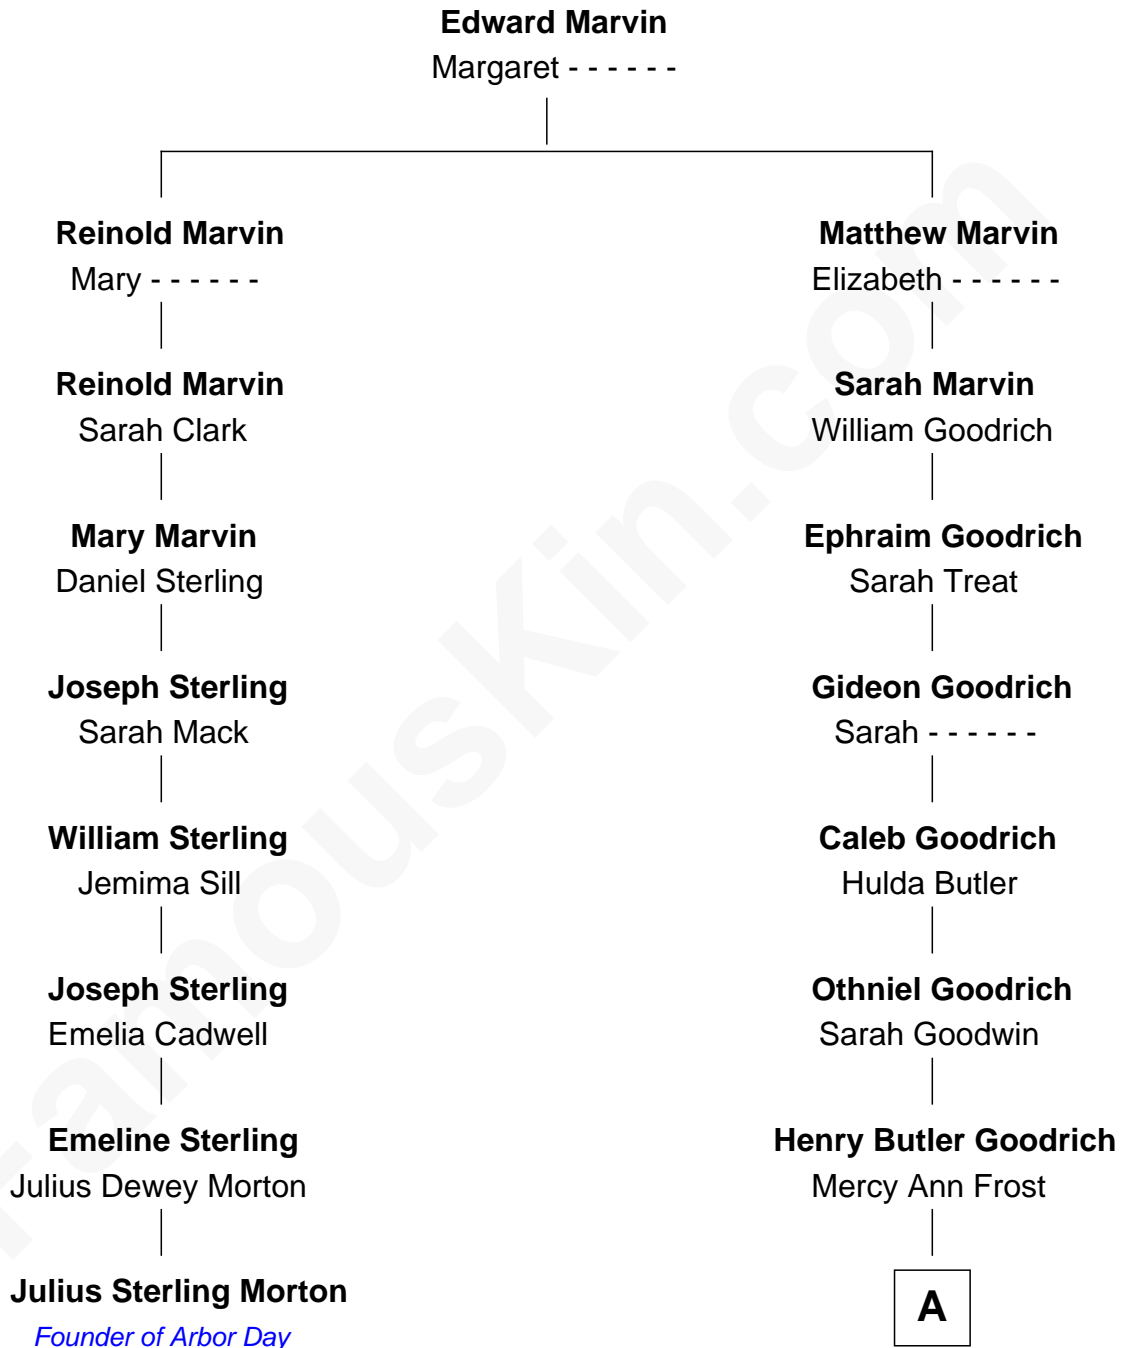 Edward Marvin
Margaret - - - - - -
Reinold Marvin
Mary - - - - - -
Matthew Marvin
Elizabeth - - - - - -
Reinold Marvin
Sarah Clark
Sarah Marvin
William Goodrich
Mary Marvin
Daniel Sterling
Ephraim Goodrich
Sarah Treat
Joseph Sterling
Sarah Mack
Gideon Goodrich
Sarah - - - - - -
William Sterling
Jemima Sill
Caleb Goodrich
Hulda Butler
Joseph Sterling
Emelia Cadwell
Othniel Goodrich
Sarah Goodwin
Emeline Sterling
Julius Dewey Morton
Henry Butler Goodrich
Mercy Ann Frost
Julius Sterling Morton
Founder of Arbor Day
A
FamousKin.com